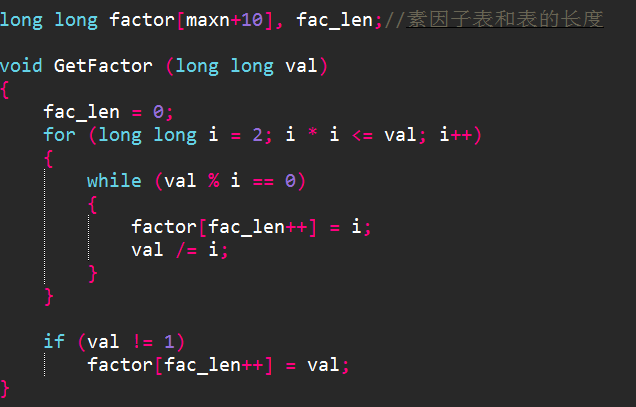 long long factor[maxn+10], fac_len;//素因子表和表的长度
void GetFactor (long long val)
{
fac_len = 0;
for (long long i = 2; i * i <= val; i++)
{
while (val % i == 0)
{
factor[fac_len++] = i;
val /= i;
}
}
if (val != 1)
factor[fac_len++] = val;
}